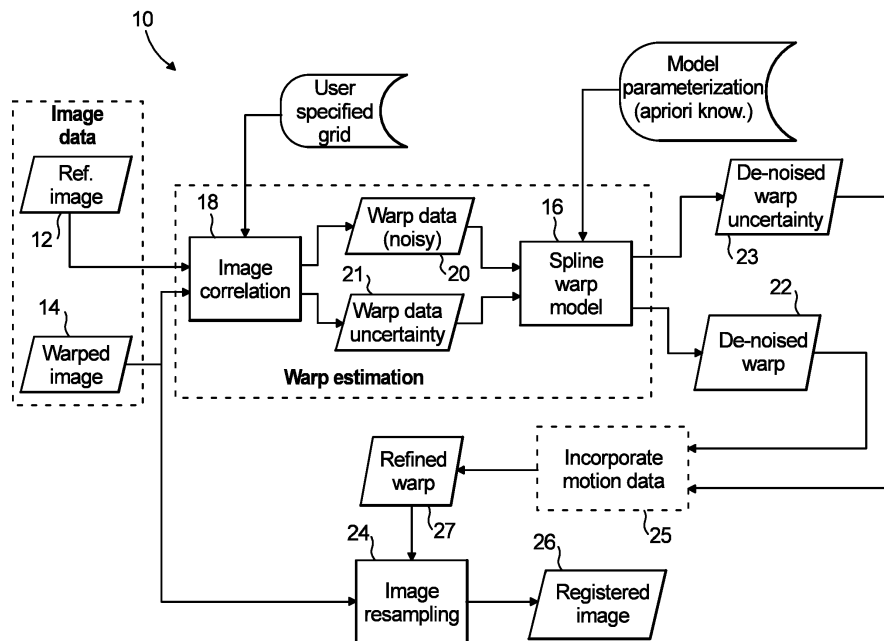 10
Image
data
Ref.
image
12
14
Warped
image
User
specified
grid
Model
parameterization
(apriori know.)
18
Image
correlation
Warp data
(noisy)
20
21
Warp data
uncertainty
16
Spline
warp
model
Warp estimation
De-noised
warp
uncertainty
23
22
De-noised
warp
Refined
warp
27
Incorporate
motion data
25
24
Image
resampling
26
Registered
image